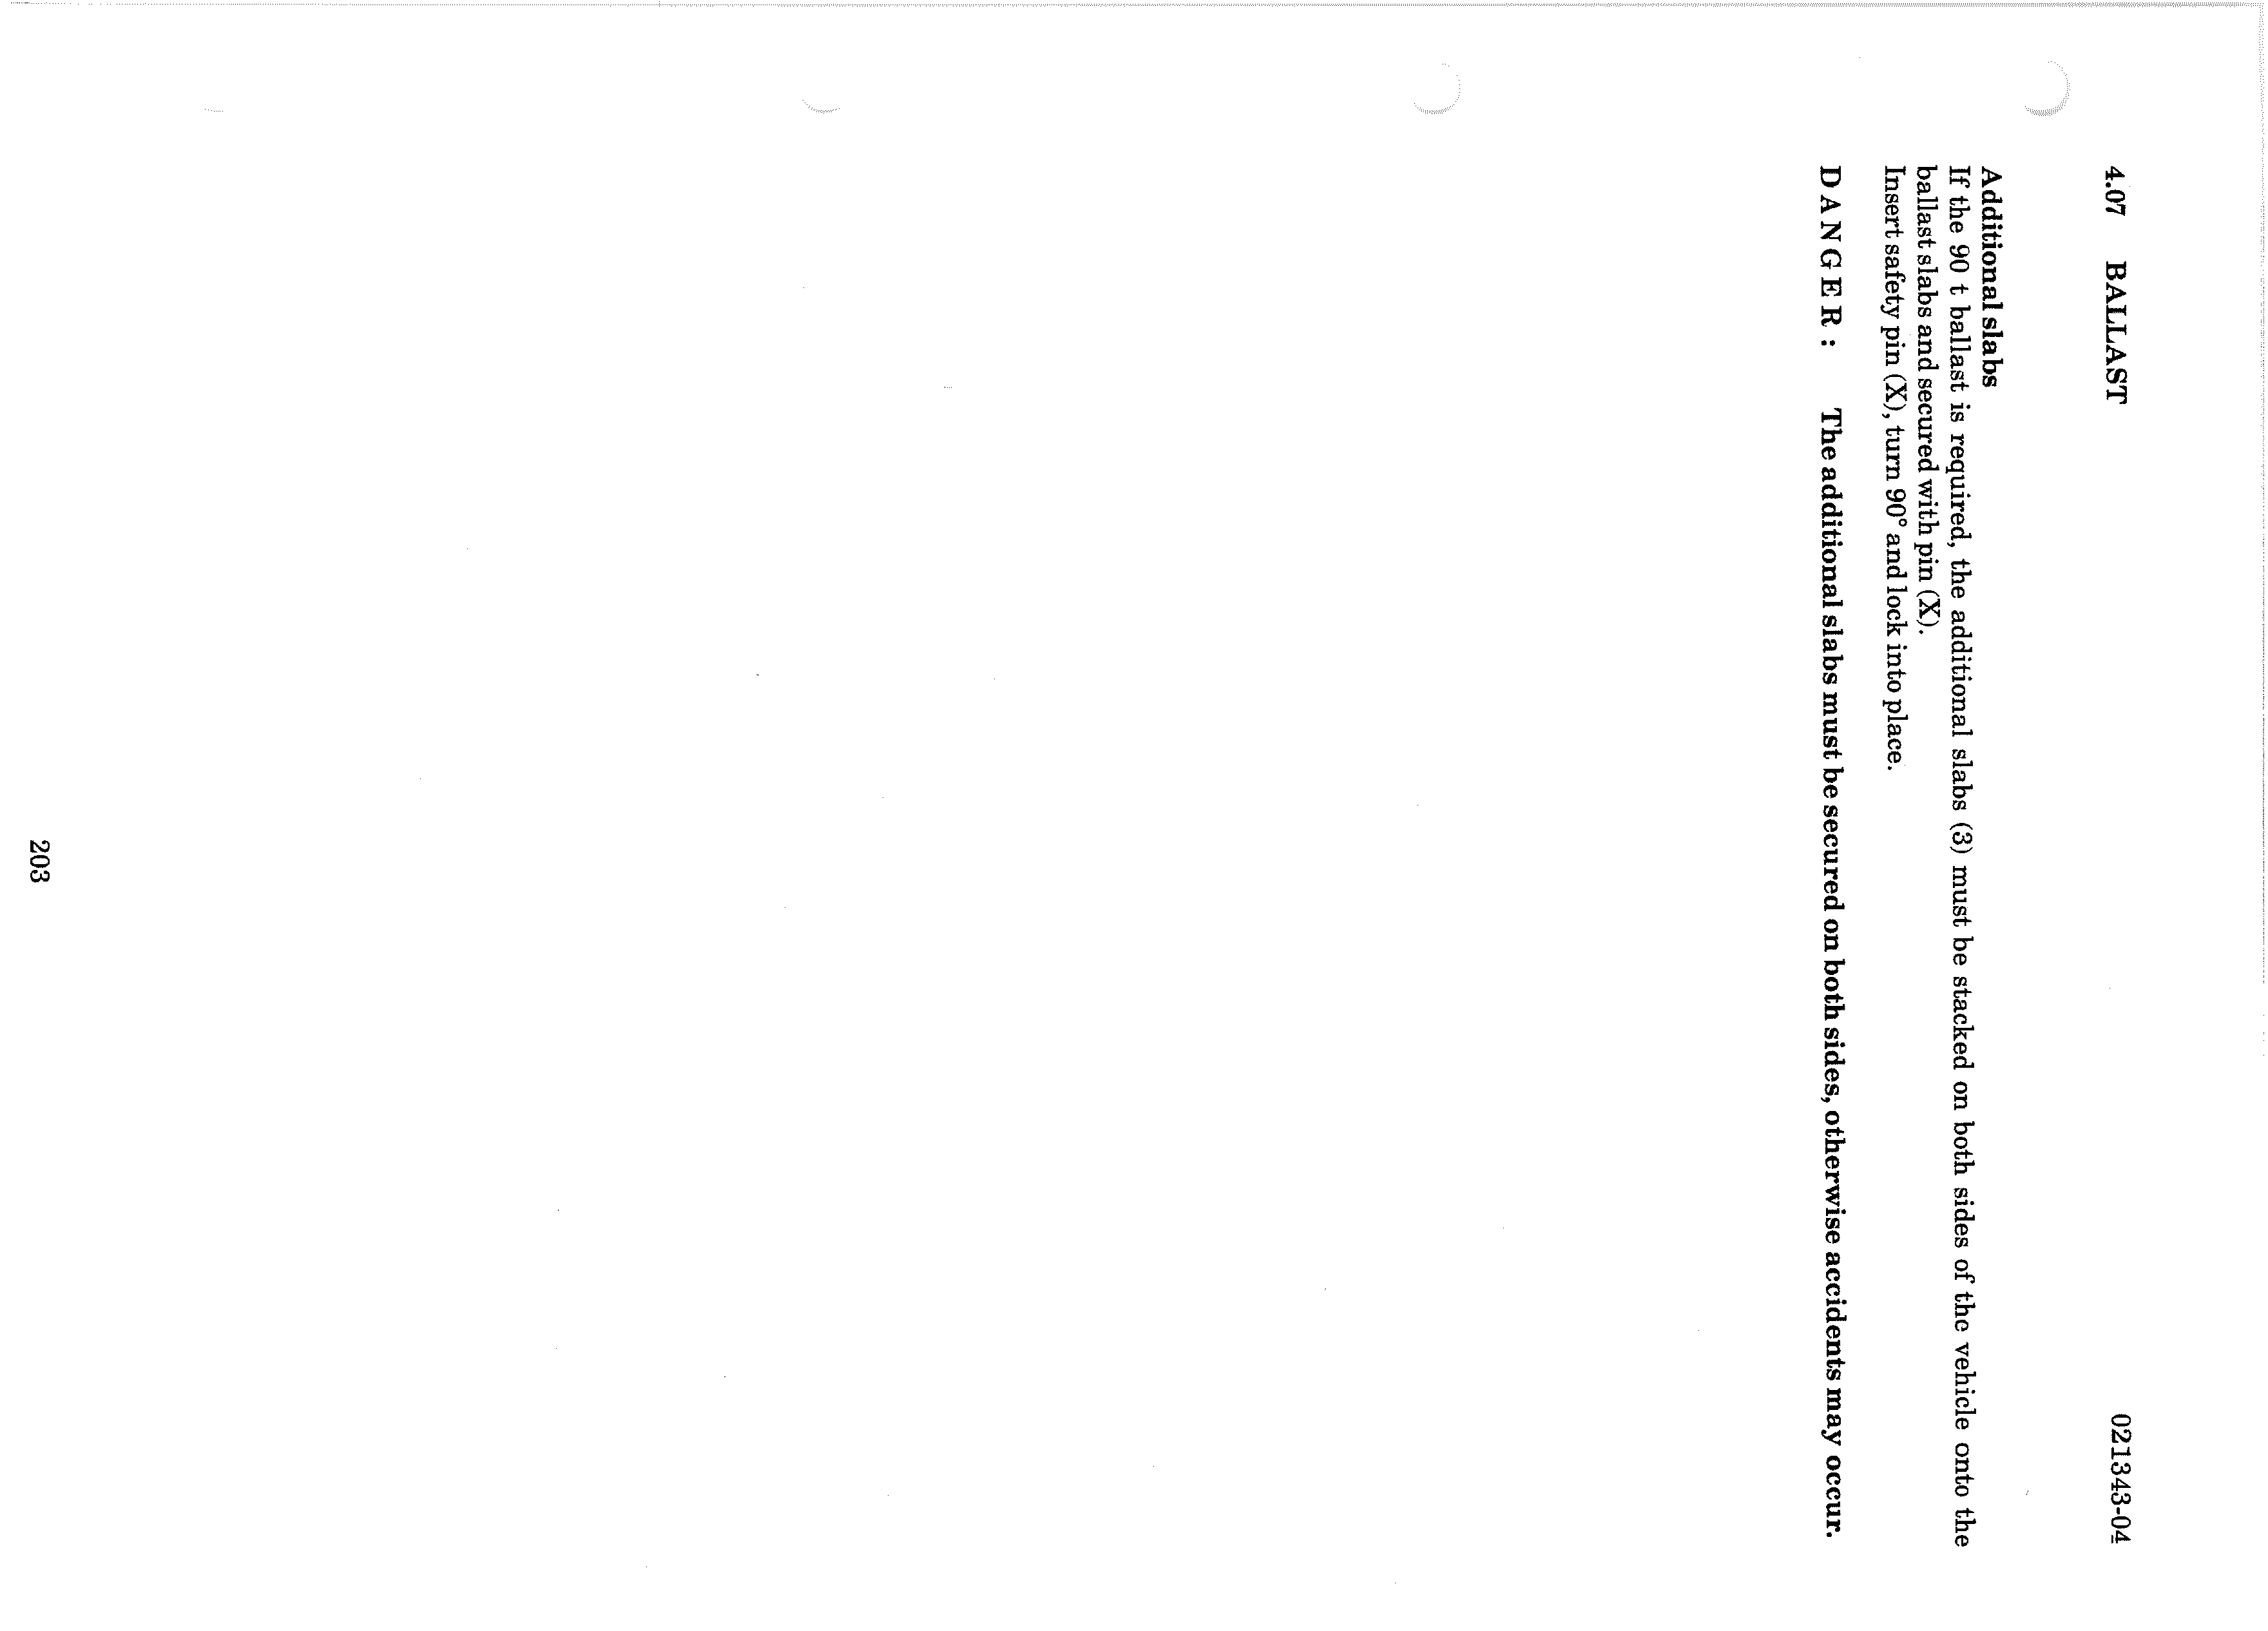 4.07 BALLAST 021343-04
Additional slabs
If the 90 t ballast is required, the additional slabs (3) must be stacked on both sides of the vehicle onto the
ballast slabs and secured with pin (X).
Insert safety pin (X), turn 90° and lock into place.
DANGER: The additional slabs must be secured on both sides, otherwise accidents may occur.
203